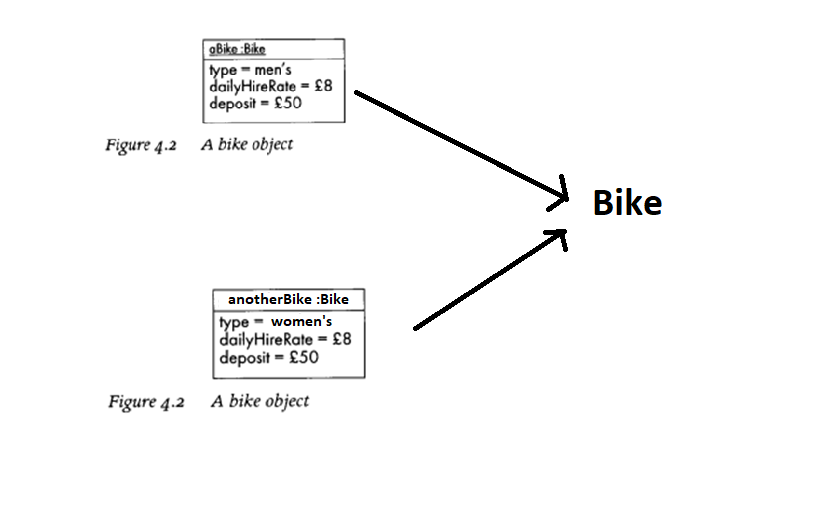 aBike :Bike
type = men's
dailyHireRate = £8
deposit = £50
Figure 4.2 A bike object
Bike
anotherBike :Bike
type = women's
dailyHireRate = £8
deposit = £50
Figure 4.2 A bike object